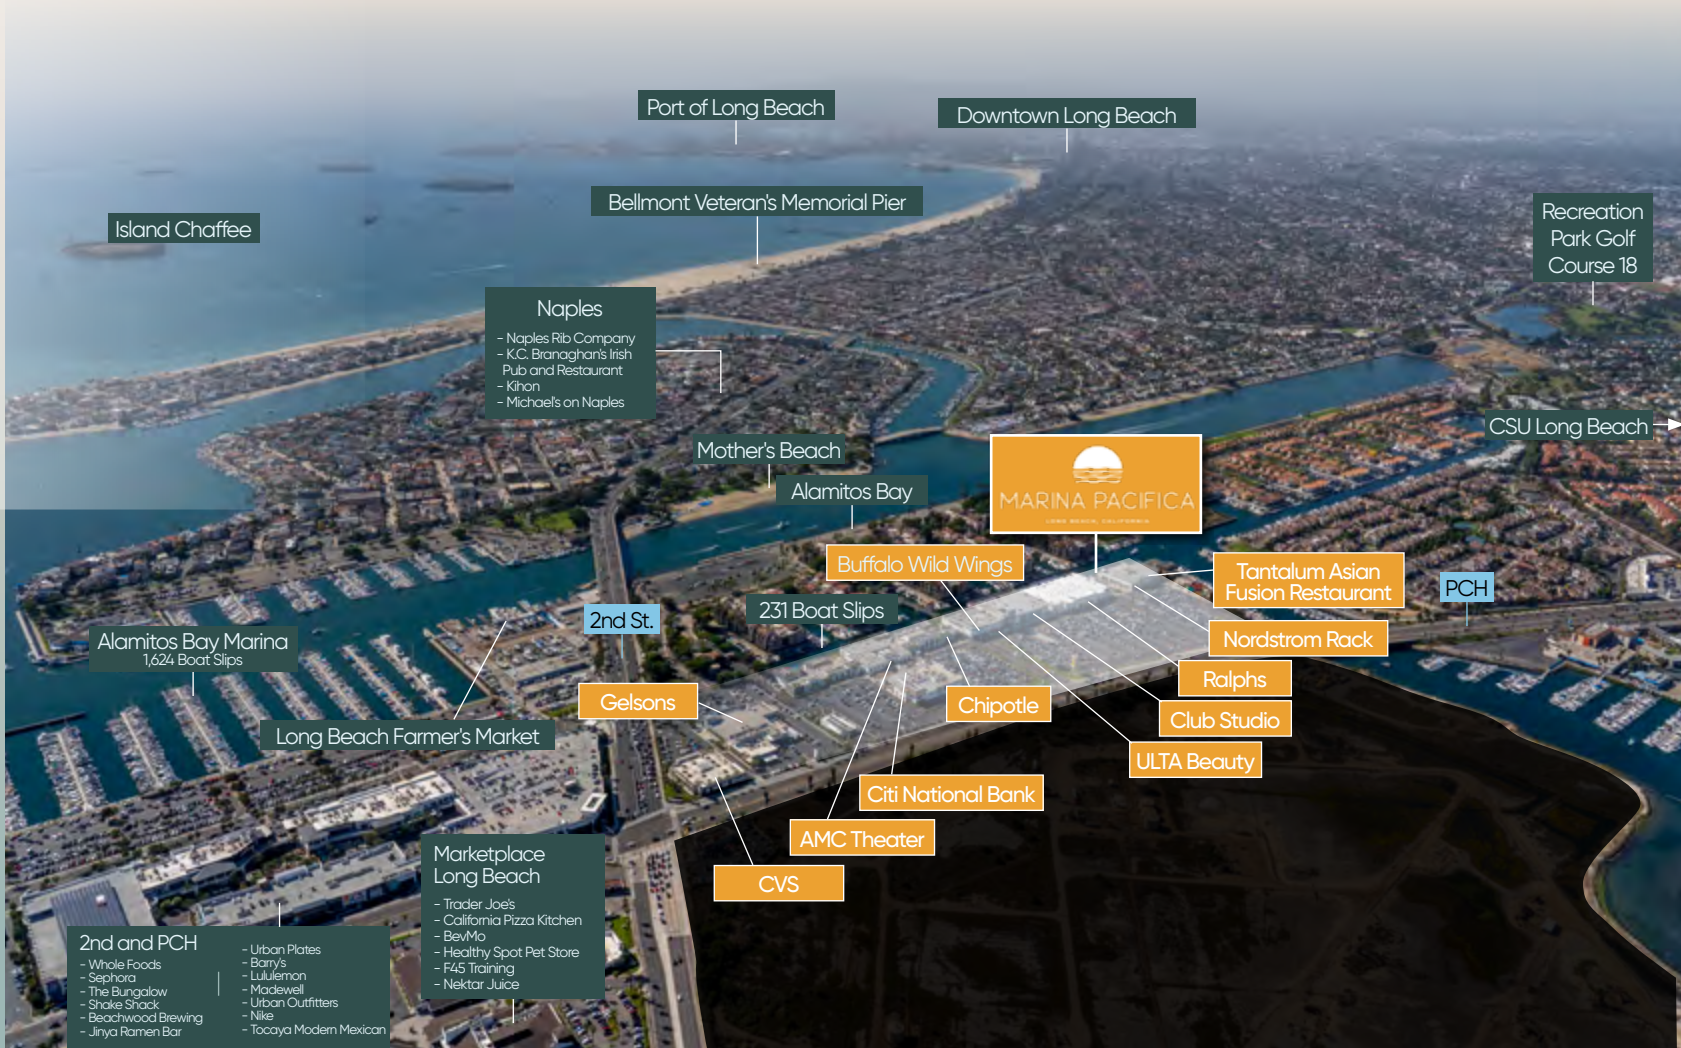 Port of Long Beach
Downtown Long Beach
Bellmont Veteran's Memorial Pier
Island Chaffee
Recreation
Park Golf
Course 18
Naples
- Naples Rib Company
- K.C. Branaghan's Irish
Pub and Restaurant
- Kihon
- Michael's on Naples
CSU Long Beach
Mother's Beach
Alamitos Bay
MARINA PACIFICA
LONG BEACH, CALIFORNIA
Buffalo Wild Wings
Tantalum Asian
Fusion Restaurant
PCH
231 Boat Slips
2nd St.
Alamitos Bay Marina
1,624 Boat Slips
Nordstrom Rack
Ralphs
Gelsons
Chipotle
Club Studio
Long Beach Farmer's Market
ULTA Beauty
Citi National Bank
AMC Theater
CVS
Marketplace
Long Beach
- Trader Joe's
- California Pizza Kitchen
- BevMo
- Healthy Spot Pet Store
- F45 Training
- Nektar Juice
2nd and PCH
- Whole Foods
- Sephora
- The Bungalow
- Shake Shack
- Beachwood Brewing
- Jinya Ramen Bar
- Urban Plates
- Barry's
- Lululemon
- Madewell
- Urban Outfitters
- Nike
- Tocaya Modern Mexican